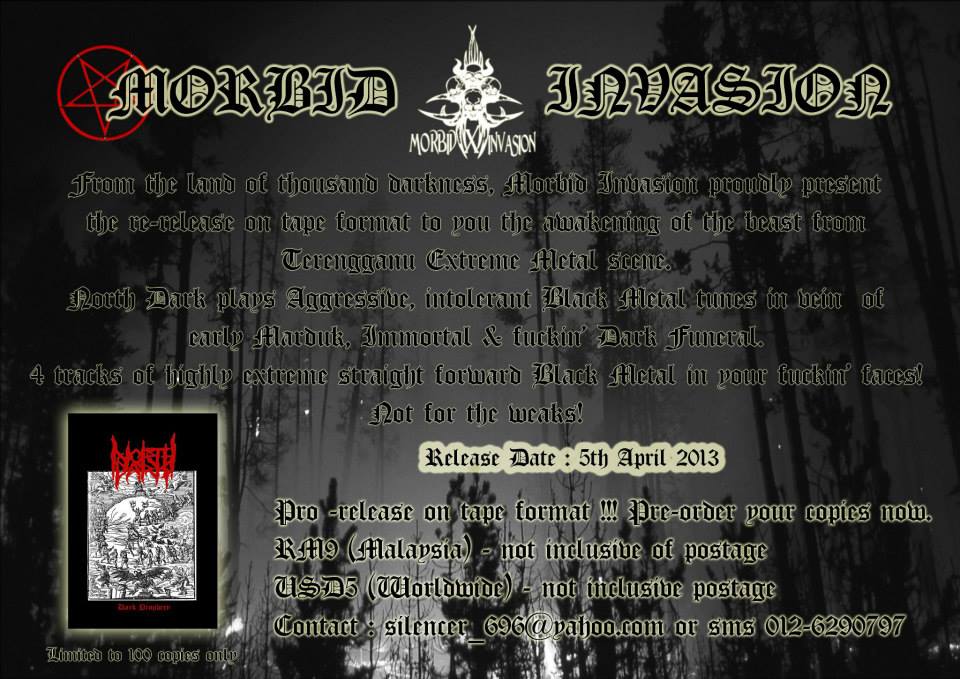 MORBID INVASION
MORBID INVASION
From the land of thousand darkness, Morbid Invasion proudly present
the re-release on tape format to you the awakening of the beast from
Terengganu Extreme Metal scene.
North Dark plays Aggressive, intolerant Black Metal tunes in vein of
early Marduk, Immortal & fuckin' Dark Funeral.
4 tracks of highly extreme straight forward Black Metal in your fuckin' faces!
Not for the weaks!
Release Date : 5th April 2013
NORTH
DARK
Dark Prophecy
Limited to 100 copies only
Pro -release on tape format !!! Pre-order your copies now.
RM9 (Malaysia) - not inclusive of postage
USD5 (Worldwide) - not inclusive postage
Contact : silencer_696@yahoo.com or sms 012-6290797